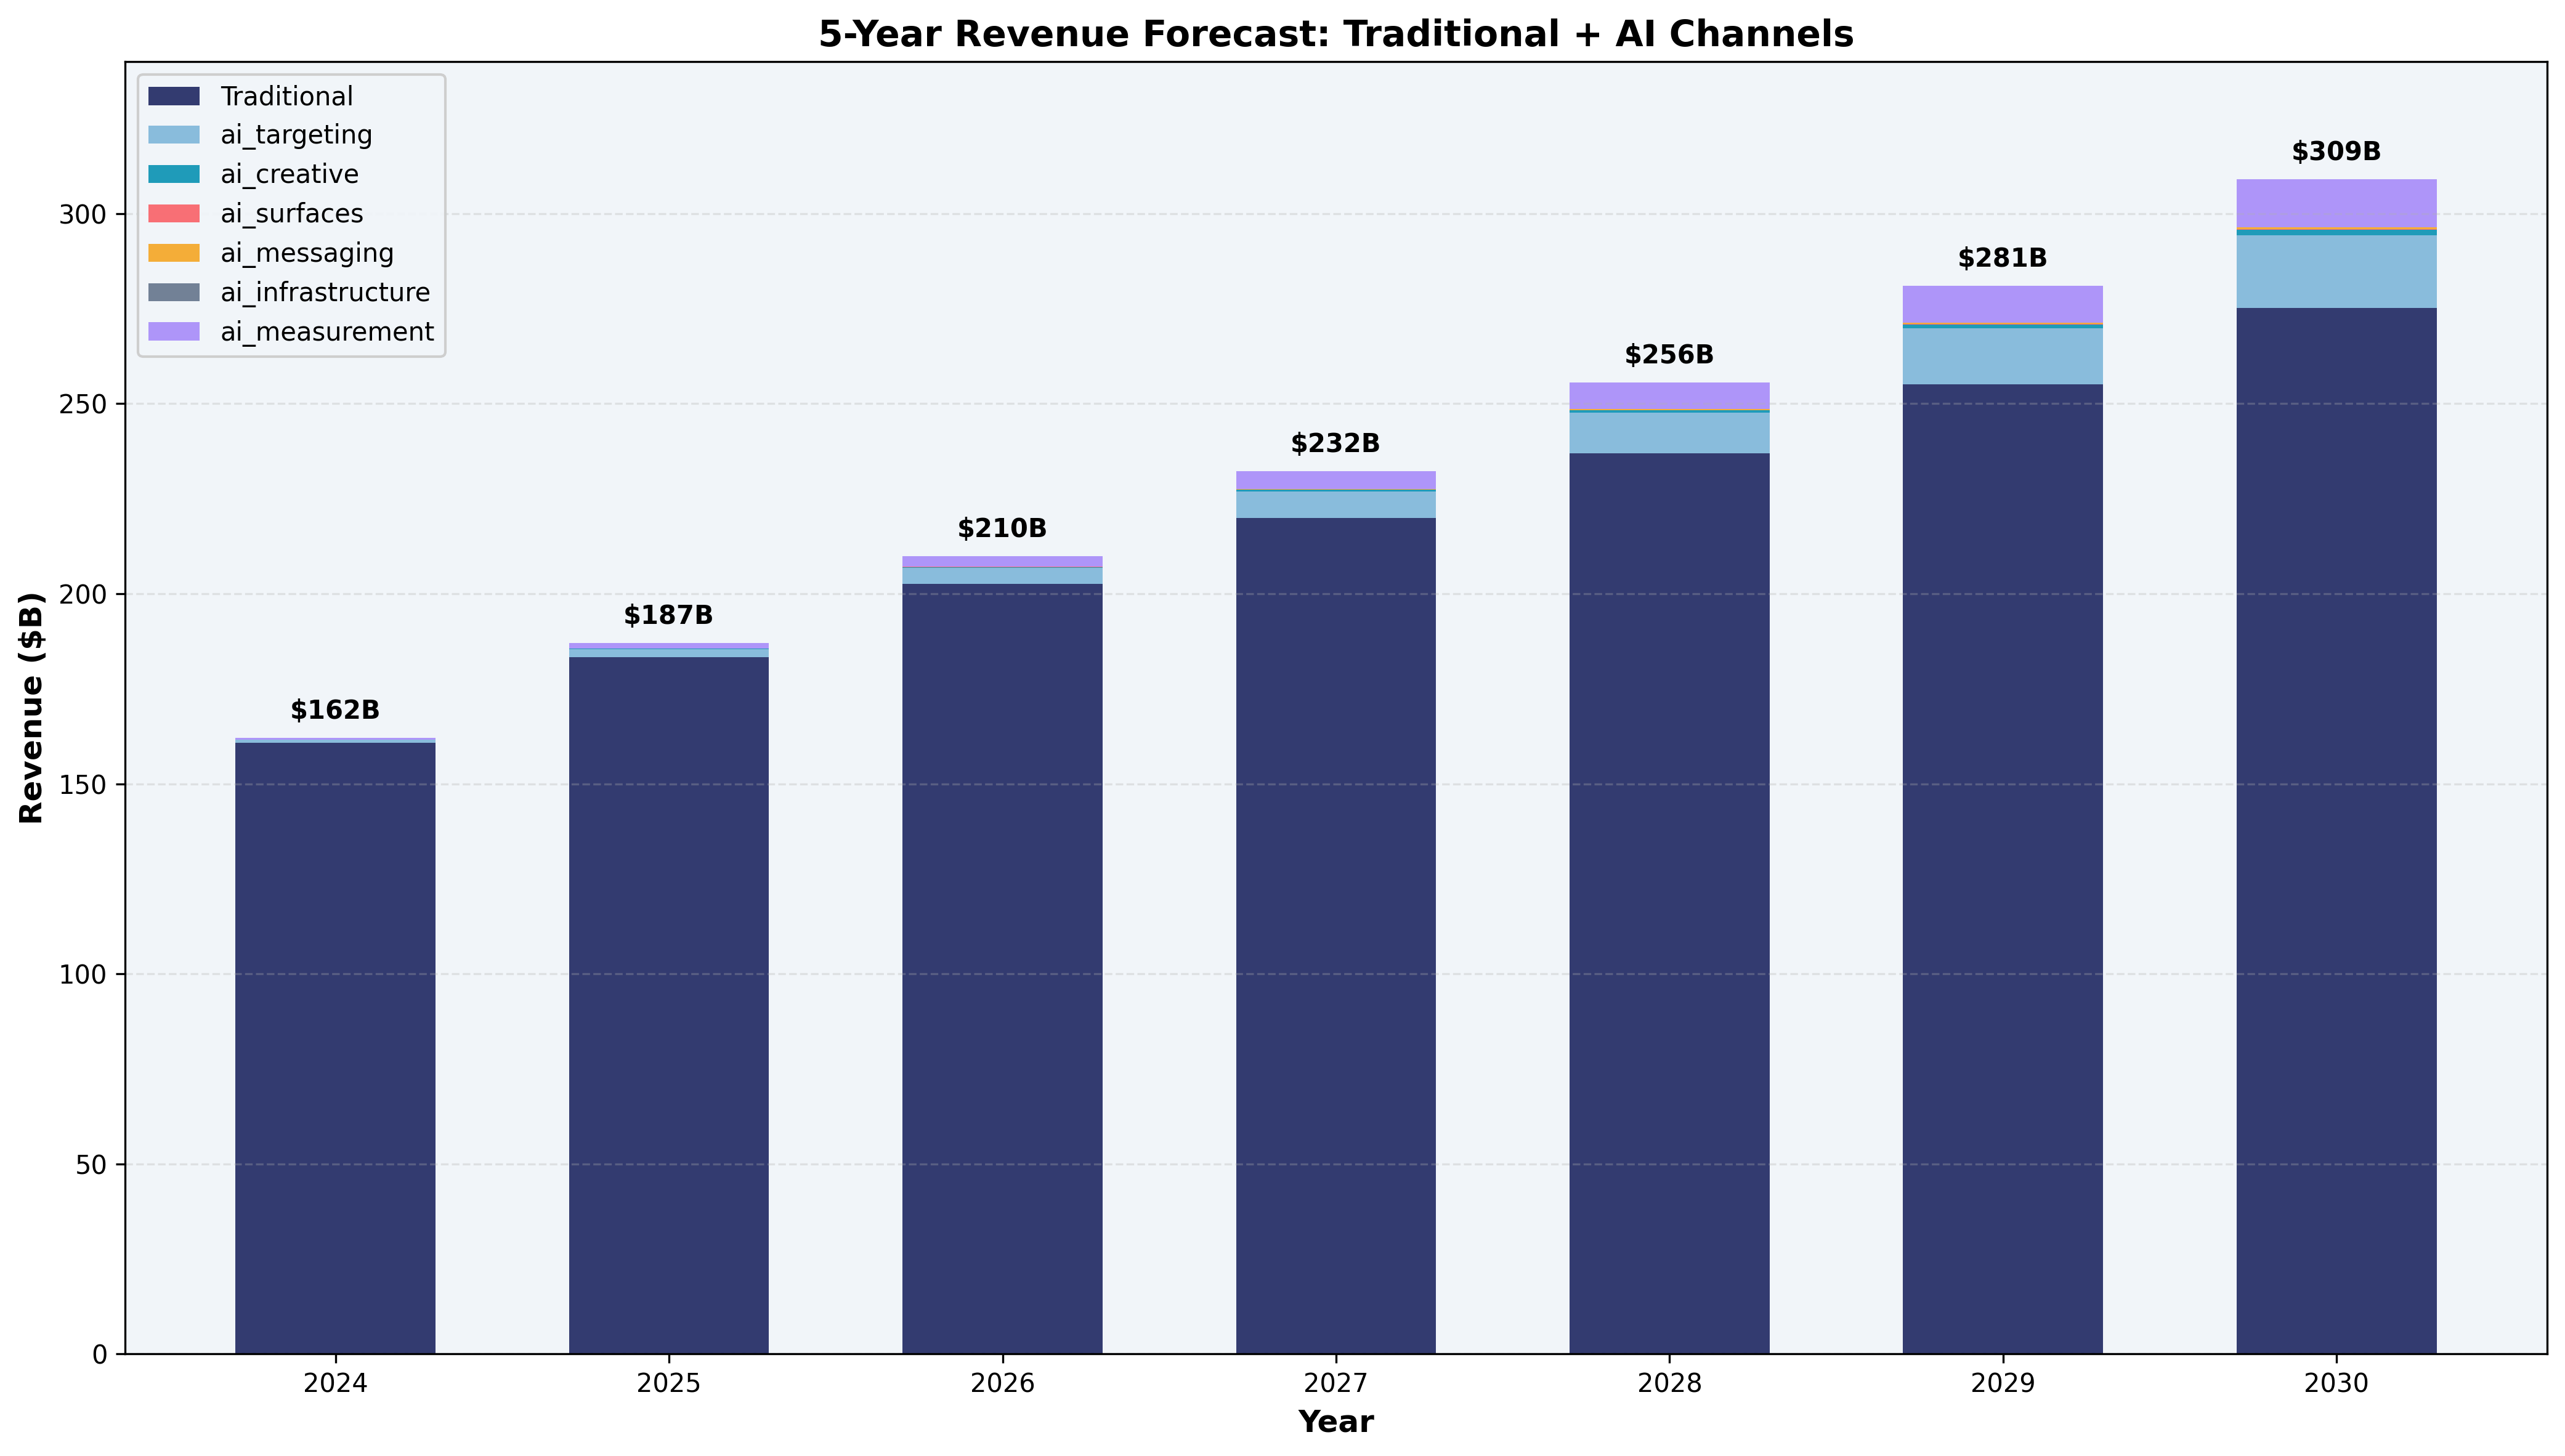 5-Year Revenue Forecast: Traditional + AI Channels
Traditional
ai_targeting
ai_creative
ai_surfaces
ai_messaging
ai_infrastructure
ai_measurement
$162B
$187B
$210B
$232B
$256B
$281B
$309B
Revenue ($B)
300
250
200
150
100
50
0
2024
2025
2026
2027
2028
2029
2030
Year